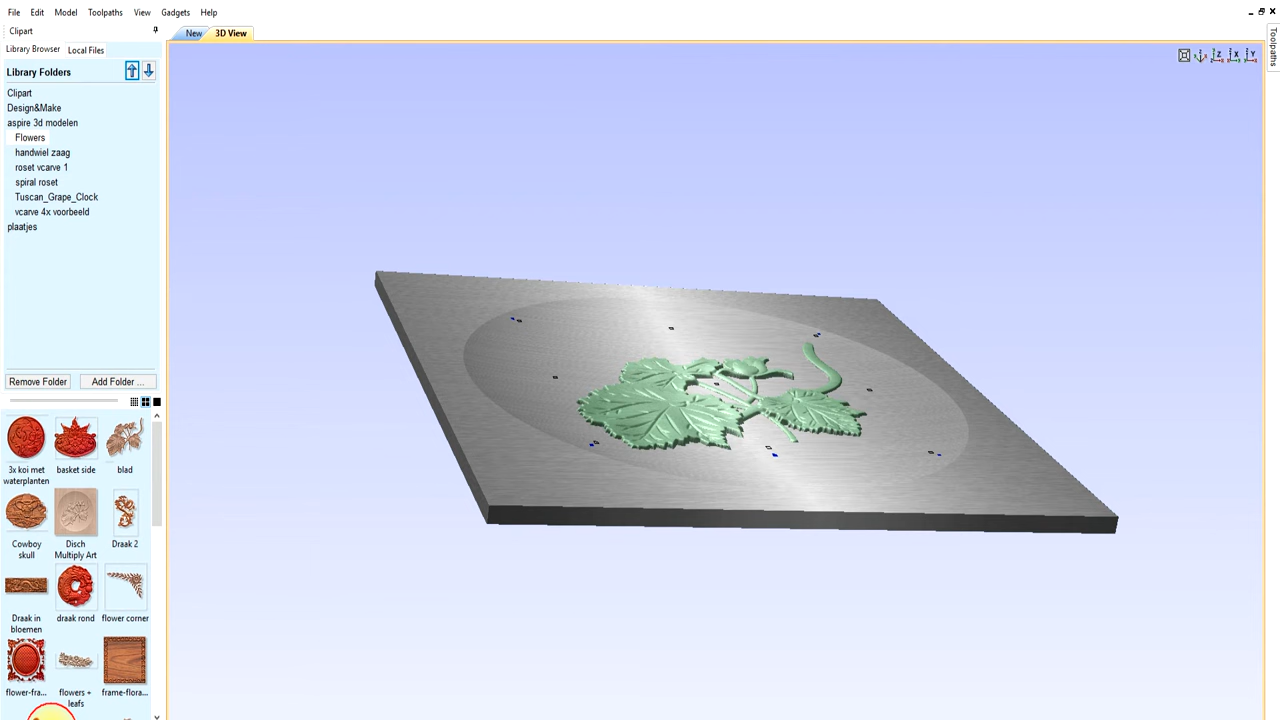 File Edit Model Toolpaths View Gadgets Help
Clipart
Library Browser Local Files
New 3D View
Z X Y
Toolpaths
Library Folders
Clipart
Design&Make
aspire 3d modelen
Flowers
handwiel zaag
roset vcarve 1
spiral roset
Tuscan_Grape_Clock
vcarve 4x voorbeeld
plaatjes
Remove Folder Add Folder ...
3x koi met
waterplanten
basket side
blad
Cowboy
skull
Disch
Multiply Art
Draak 2
Draak in
bloemen
draak rond
flower corner
flower-fra...
flowers +
leafs
frame-flora...